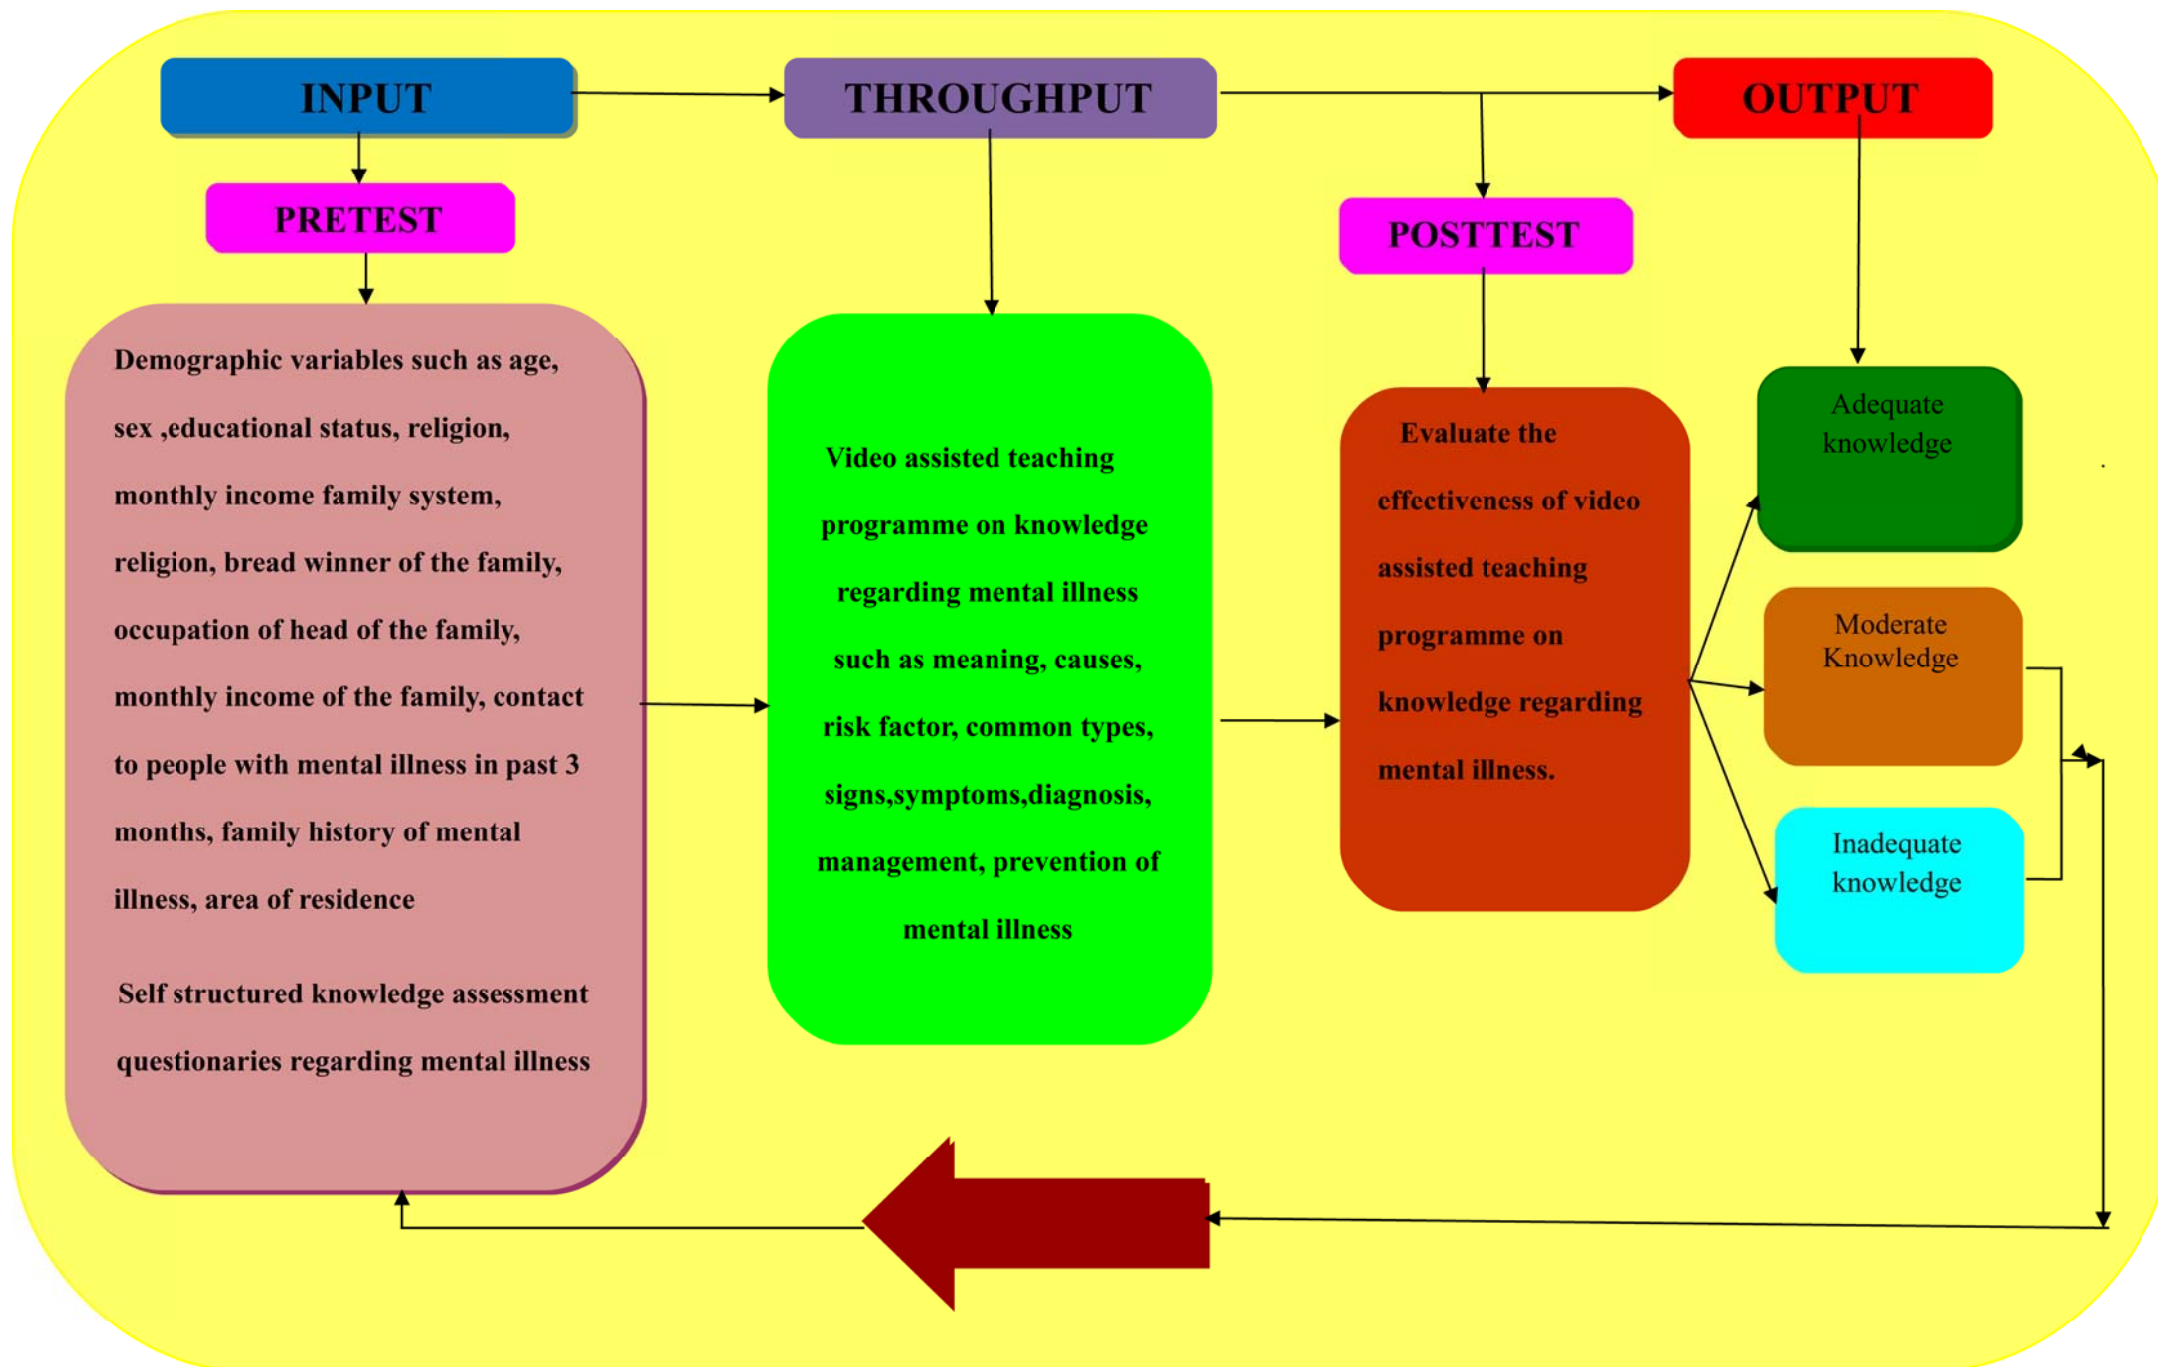 INPUT
THROUGHPUT
OUTPUT
PRETEST
POSTTEST
Demographic variables such as age,
sex ,educational status, religion,
monthly income family system,
religion, bread winner of the family,
occupation of head of the family,
monthly income of the family, contact
to people with mental illness in past 3
months, family history of mental
illness, area of residence
Self structured knowledge assessment
questionaries regarding mental illness
Video assisted teaching
programme on knowledge
regarding mental illness
such as meaning, causes,
risk factor, common types,
signs,symptoms,diagnosis,
management, prevention of
mental illness
Evaluate the
effectiveness of video
assisted teaching
programme on
knowledge regarding
mental illness.
Adequate
knowledge
.
Moderate
Knowledge
Inadequate
knowledge